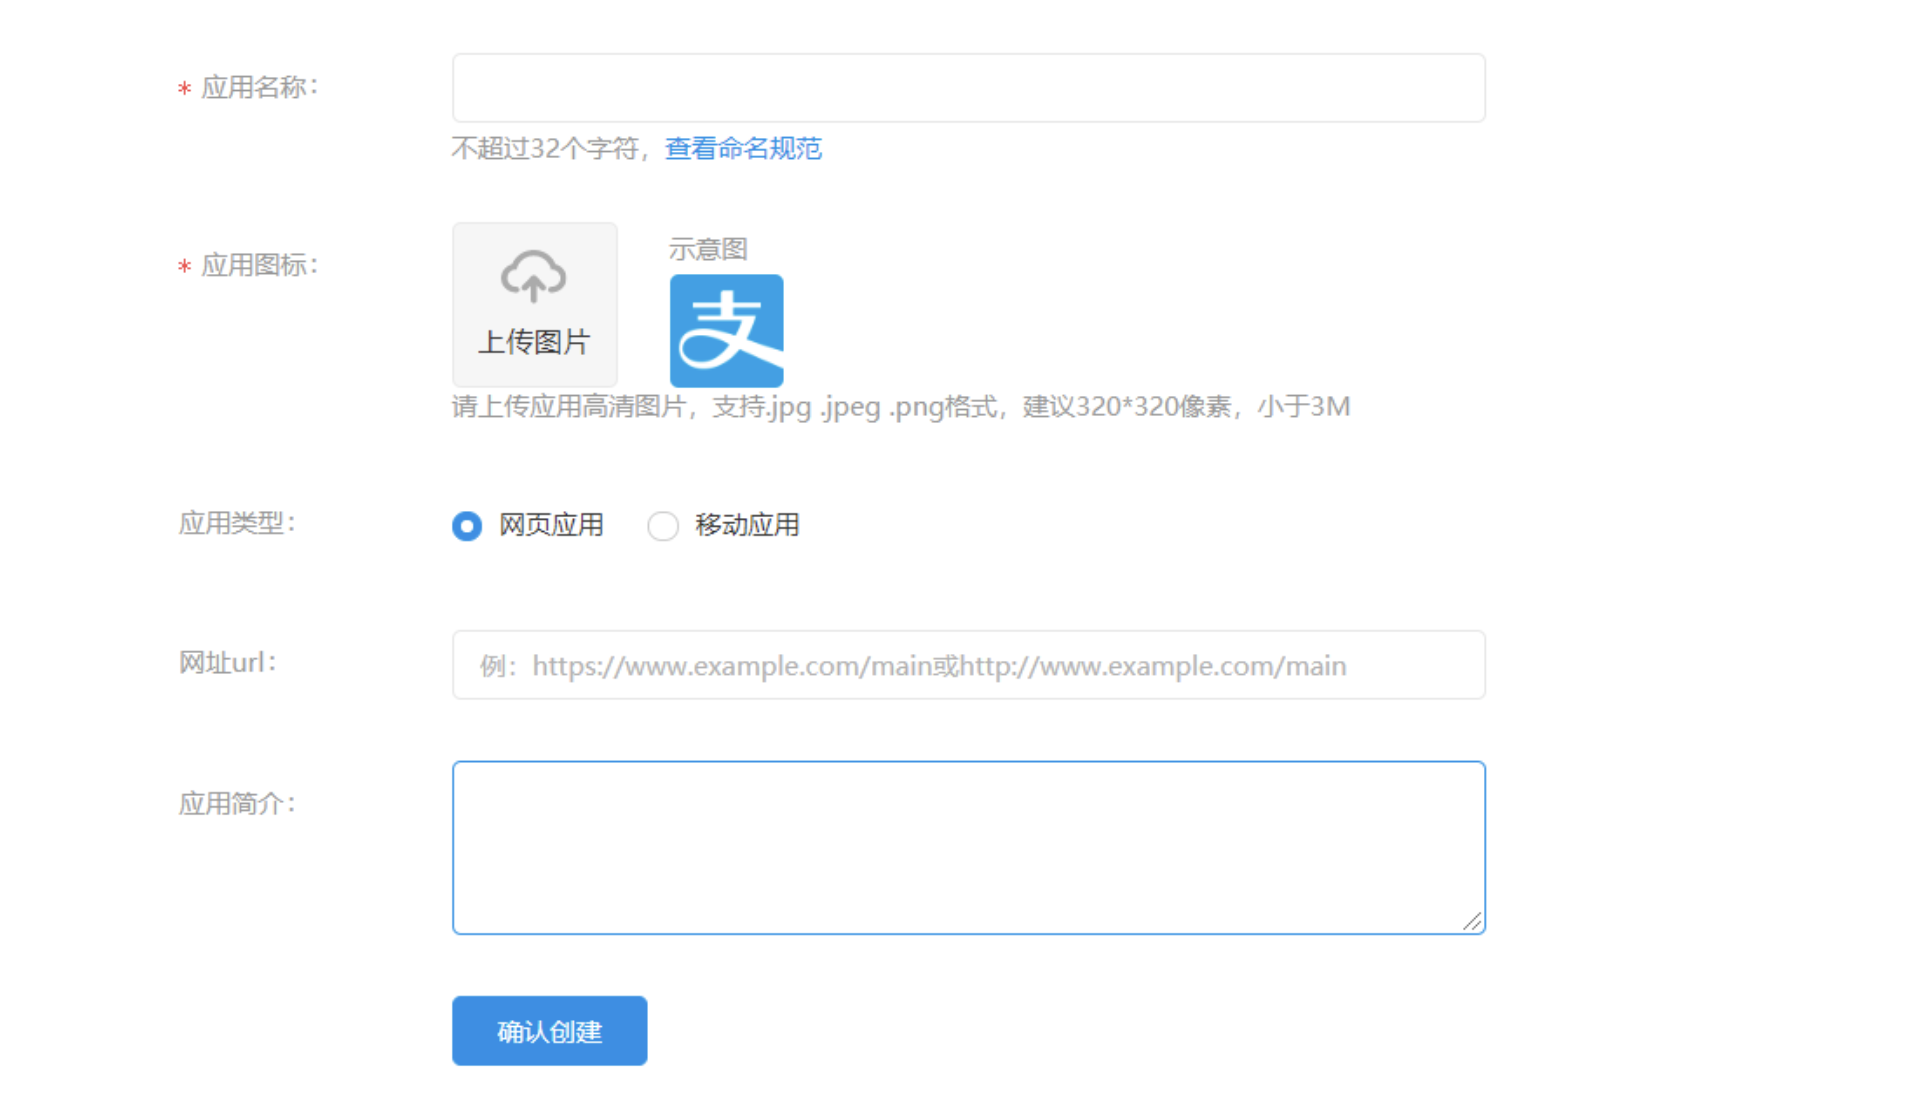 * 应用名称：
不超过32个字符，查看命名规范
* 应用图标：
上传图片
示意图
支
请上传应用高清图片，支持.jpg .jpeg .png格式，建议320*320像素，小于3M
应用类型：
网页应用 移动应用
网址url：
例：https://www.example.com/main或http://www.example.com/main
应用简介：
确认创建